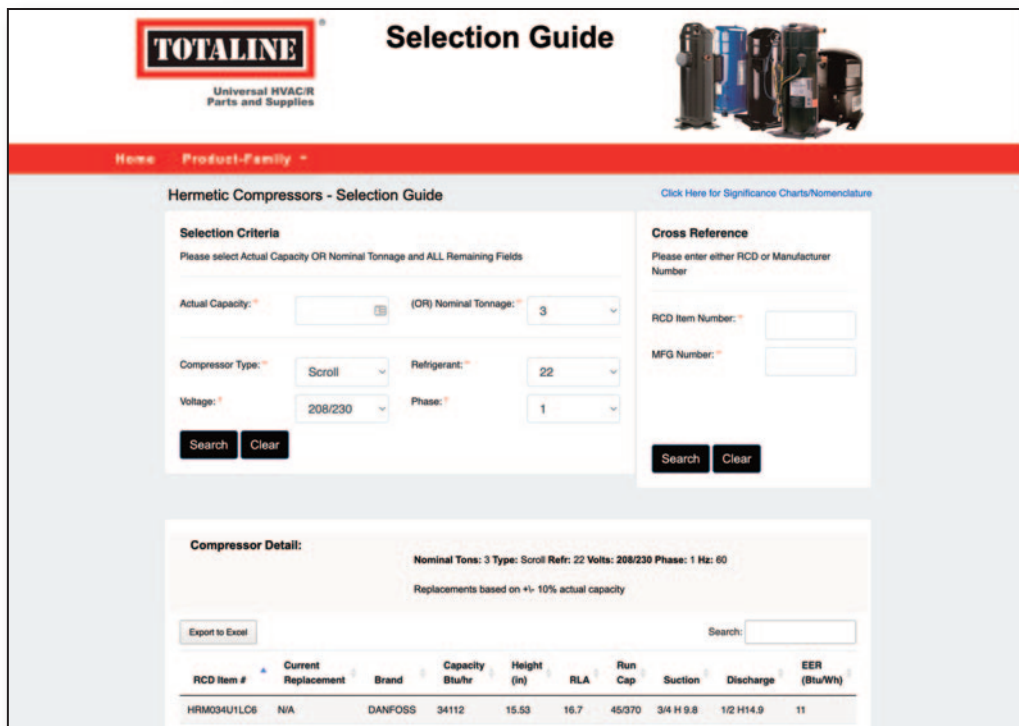 TOTALINE ®
Universal HVAC/R
Parts and Supplies
Selection Guide
Home Product-Family
Hermetic Compressors - Selection Guide
Click Here for Significance Charts/Nomenclature
Selection Criteria
Please select Actual Capacity OR Nominal Tonnage and ALL Remaining Fields
Actual Capacity: *
(OR) Nominal Tonnage: * 3
Compressor Type: * Scroll
Refrigerant: * 22
Voltage: * 208/230
Phase: * 1
Search Clear
Cross Reference
Please enter either RCD or Manufacturer
Number
RCD Item Number: *
MFG Number: *
Search Clear
Compressor Detail:
Nominal Tons: 3 Type: Scroll Refr: 22 Volts: 208/230 Phase: 1 Hz: 60
Replacements based on +\- 10% actual capacity
Export to Excel
Search:
RCD Item # Current Replacement Brand Capacity Btu/hr Height (in) RLA Run Cap Suction Discharge EER (Btu/Wh)
HRM034U1LC6 N/A DANFOSS 34112 15.53 16.7 45/370 3/4 H 9.8 1/2 H14.9 11